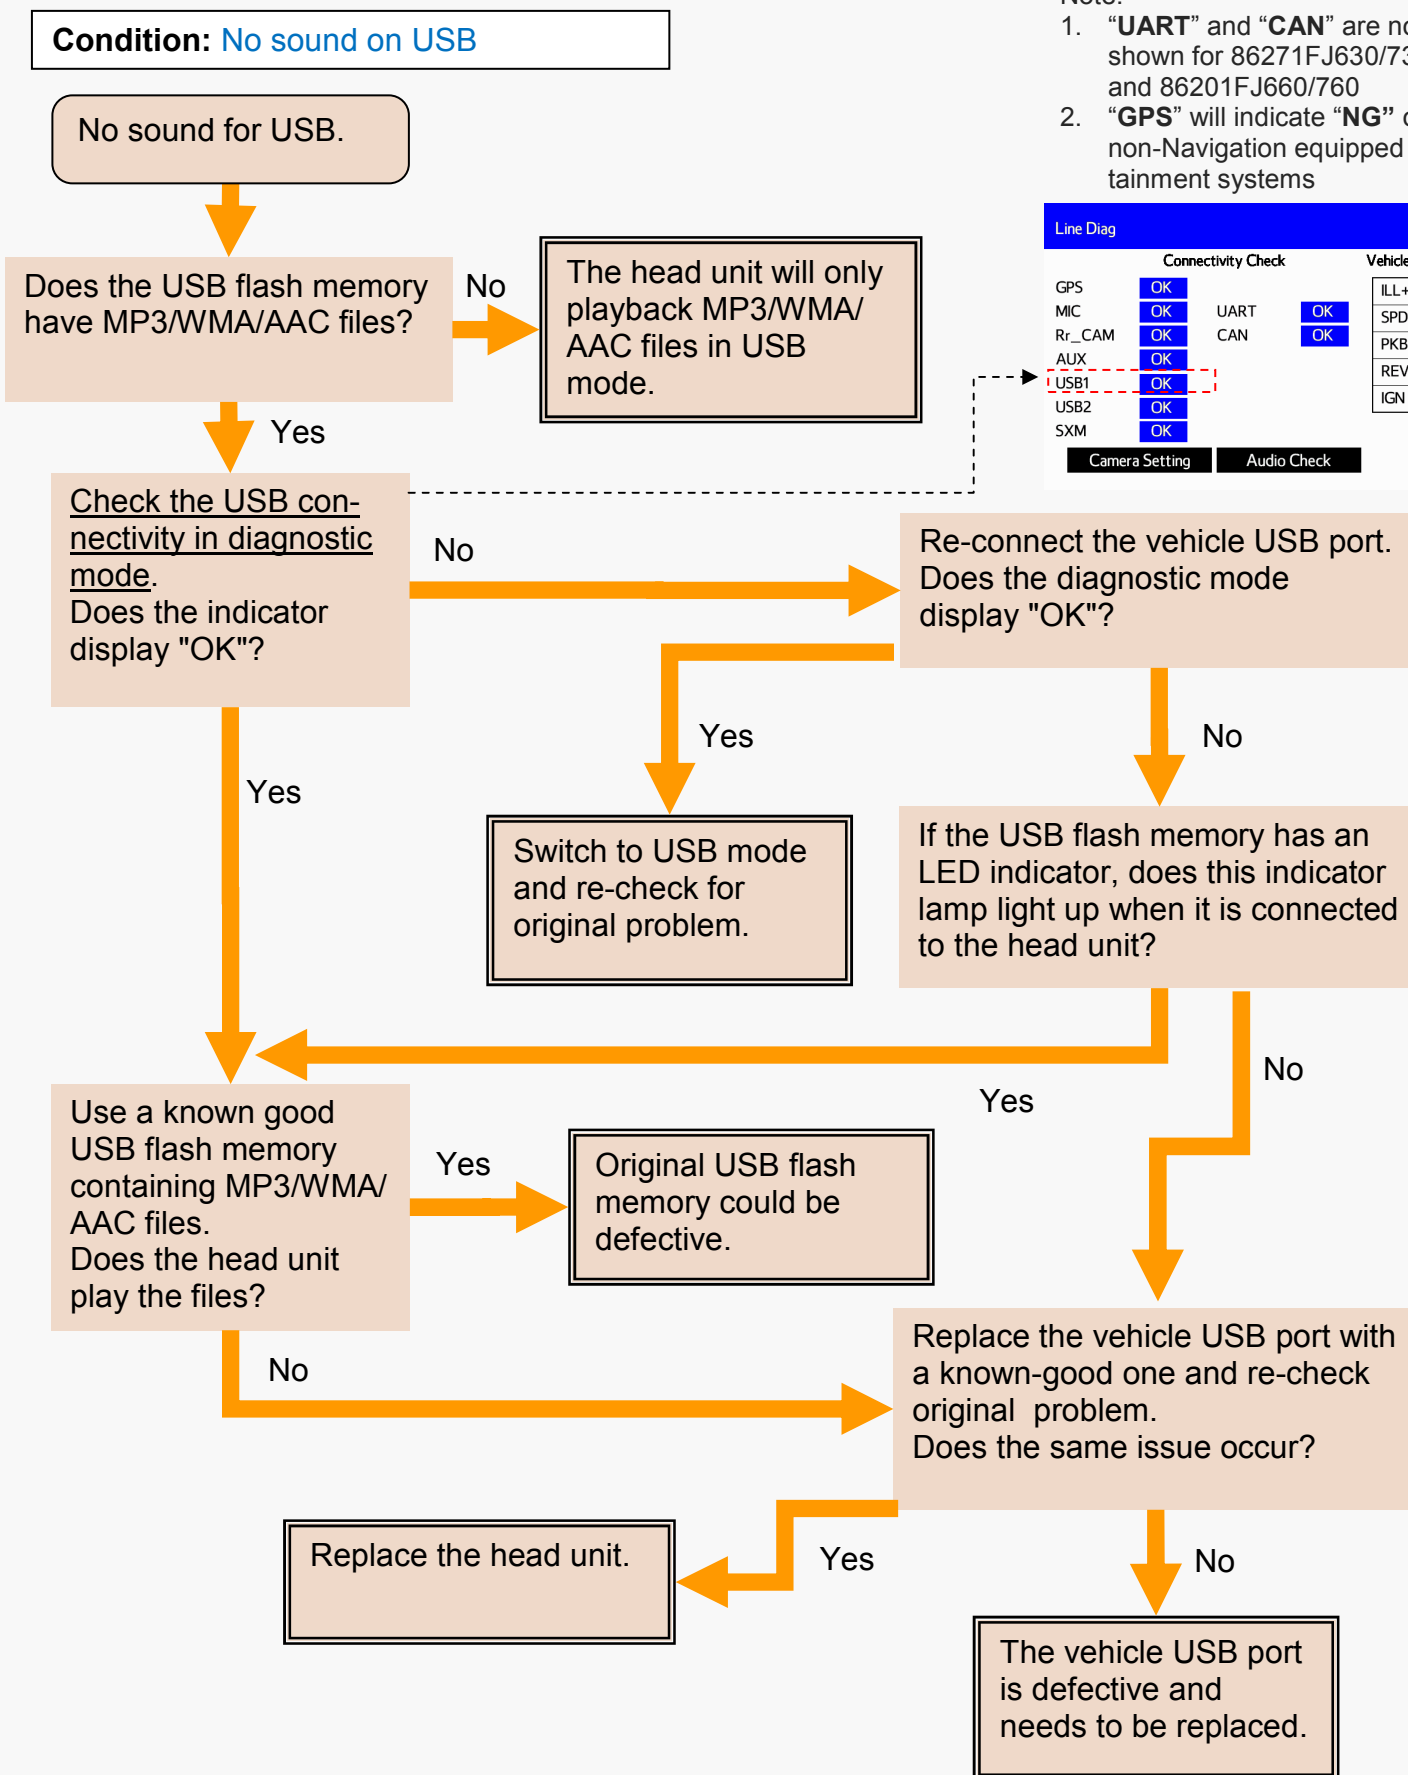 Condition: No sound on USB
No sound for USB.
Note:
1. “UART” and “CAN” are
shown for 86271FJ630/
and 86201FJ660/760
2. “GPS” will indicate “NG”
non-Navigation equipped
tainment systems
Does the USB flash memory
have MP3/WMA/AAC files?
No
The head unit will only
playback MP3/WMA/
AAC files in USB
mode.
Line Diag
Connectivity Check
Vehicle
GPS OK
MIC OK UART OK
Rr_CAM OK CAN OK
AUX OK
USB1 OK
USB2 OK
SXM OK
ILL+
SPD
PKB
REV
IGN
Camera Setting Audio Check
Yes
Check the USB con-
nectivity in diagnostic
mode.
Does the indicator
display "OK"?
No
Re-connect the vehicle USB port.
Does the diagnostic mode
display "OK"?
Yes
Yes
No
Switch to USB mode
and re-check for
original problem.
If the USB flash memory has an
LED indicator, does this indicator
lamp light up when it is connected
to the head unit?
Yes
No
Use a known good
USB flash memory
containing MP3/WMA/
AAC files.
Does the head unit
play the files?
Yes
Original USB flash
memory could be
defective.
No
Replace the vehicle USB port with
a known-good one and re-check
original problem.
Does the same issue occur?
Replace the head unit.
Yes
No
The vehicle USB port
is defective and
needs to be replaced.